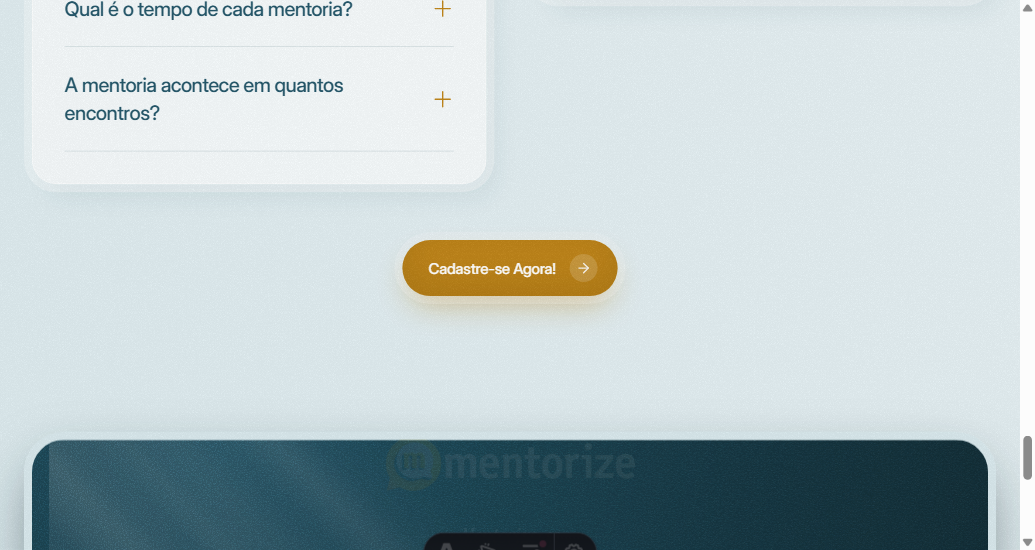 Qual é o tempo de cada mentoria?
A mentoria acontece em quantos
encontros?
Cadastre-se Agora!
mentorize